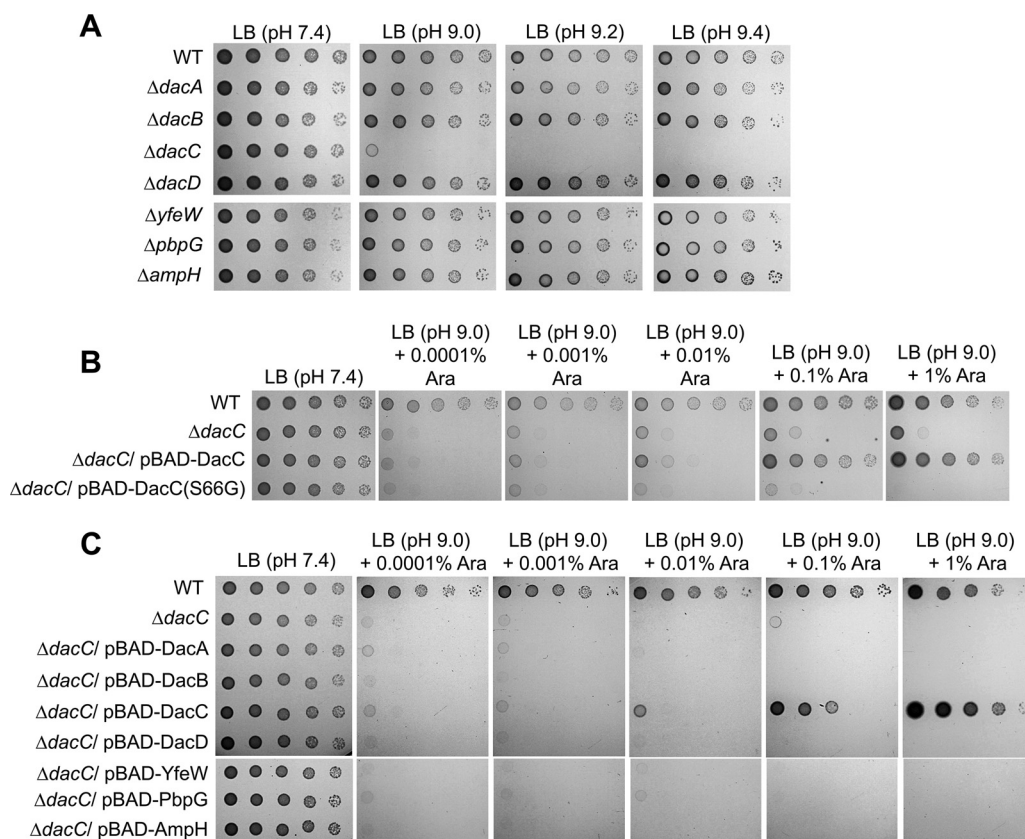 A
LB (pH 7.4)
LB (pH 9.0)
LB (pH 9.2)
LB (pH 9.4)
WT
ΔdacA
ΔdacB
ΔdacC
ΔdacD
ΔyfeW
ΔpbpG
ΔampH
B
LB (pH 7.4)
LB (pH 9.0)
+ 0.0001%
Ara
LB (pH 9.0)
+ 0.001%
Ara
LB (pH 9.0)
+ 0.01%
Ara
LB (pH 9.0)
+ 0.1% Ara
LB (pH 9.0)
+ 1% Ara
WT
ΔdacC
ΔdacC/ pBAD-DacC
ΔdacC/ pBAD-DacC(S66G)
C
LB (pH 7.4)
LB (pH 9.0)
+ 0.0001% Ara
LB (pH 9.0)
+ 0.001% Ara
LB (pH 9.0)
+ 0.01% Ara
LB (pH 9.0)
+ 0.1% Ara
LB (pH 9.0)
+ 1% Ara
WT
ΔdacC
ΔdacC/ pBAD-DacA
ΔdacC/ pBAD-DacB
ΔdacC/ pBAD-DacC
ΔdacC/ pBAD-DacD
ΔdacC/ pBAD-YfeW
ΔdacC/ pBAD-PbpG
ΔdacC/ pBAD-AmpH